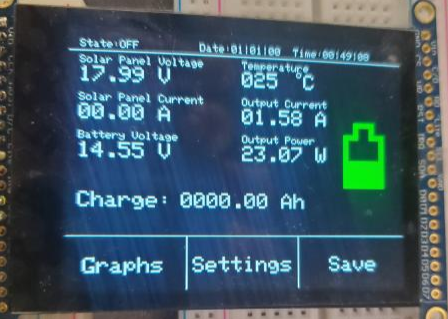 State:OFF Date:01|01|00 Time:00:49:00
Solar Panel Voltage Temperature
17.99 V 025 °C
Solar Panel Current Output Current
00.00 A 01.58 A
Battery Voltage Output Power
14.55 V 23.07 W
Charge: 0000.00 Ah
Graphs Settings Save